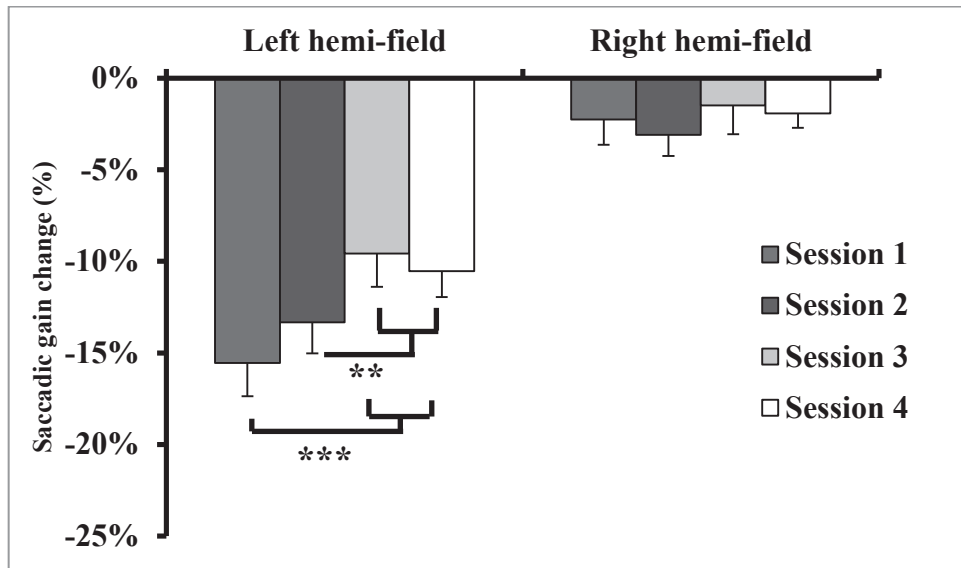 Left hemi-field
Right hemi-field
Saccadic gain change (%)
0%
-5%
-10%
-15%
-20%
-25%
**
***
Session 1
Session 2
Session 3
Session 4